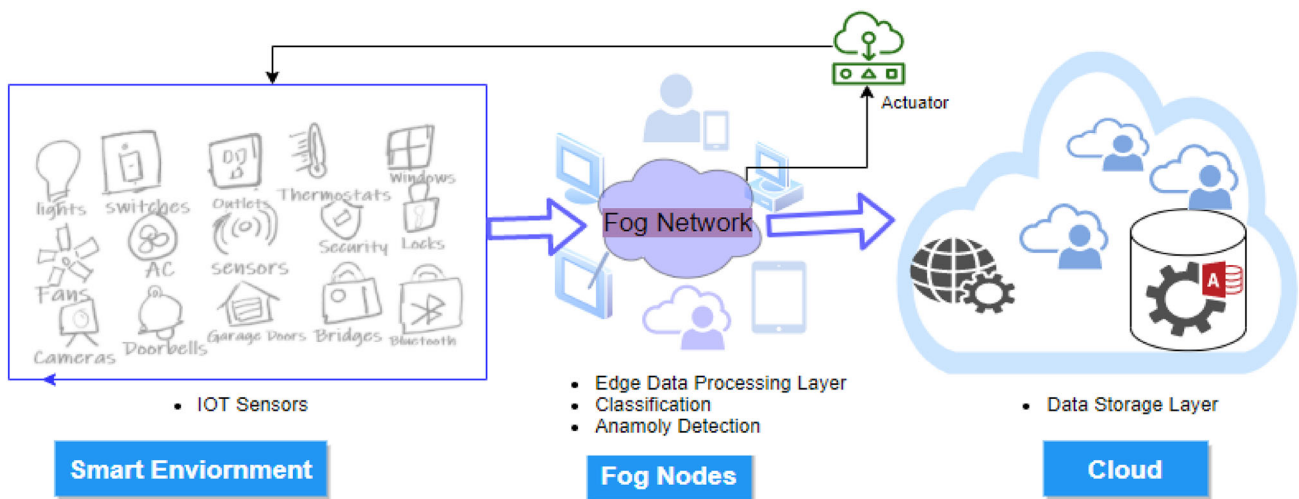 Actuator
lights
switches
Outlets
Thermostats
Windows
Fans
AC
sensors
Security
Locks
Cameras
Doorbells
Garage Doors
Bridges
Bluetooth
Fog Network
A
• IOT Sensors
• Edge Data Processing Layer
• Classification
• Anamoly Detection
• Data Storage Layer
Smart Enviornment
Fog Nodes
Cloud